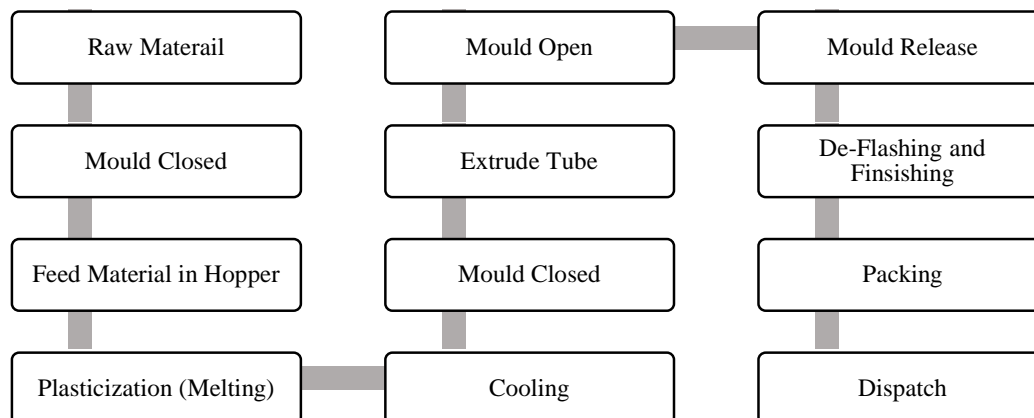 Raw Materail
Mould Closed
Feed Material in Hopper
Plasticization (Melting)
Cooling
Mould Closed
Extrude Tube
Mould Open
Mould Release
De-Flashing and
Finsishing
Packing
Dispatch